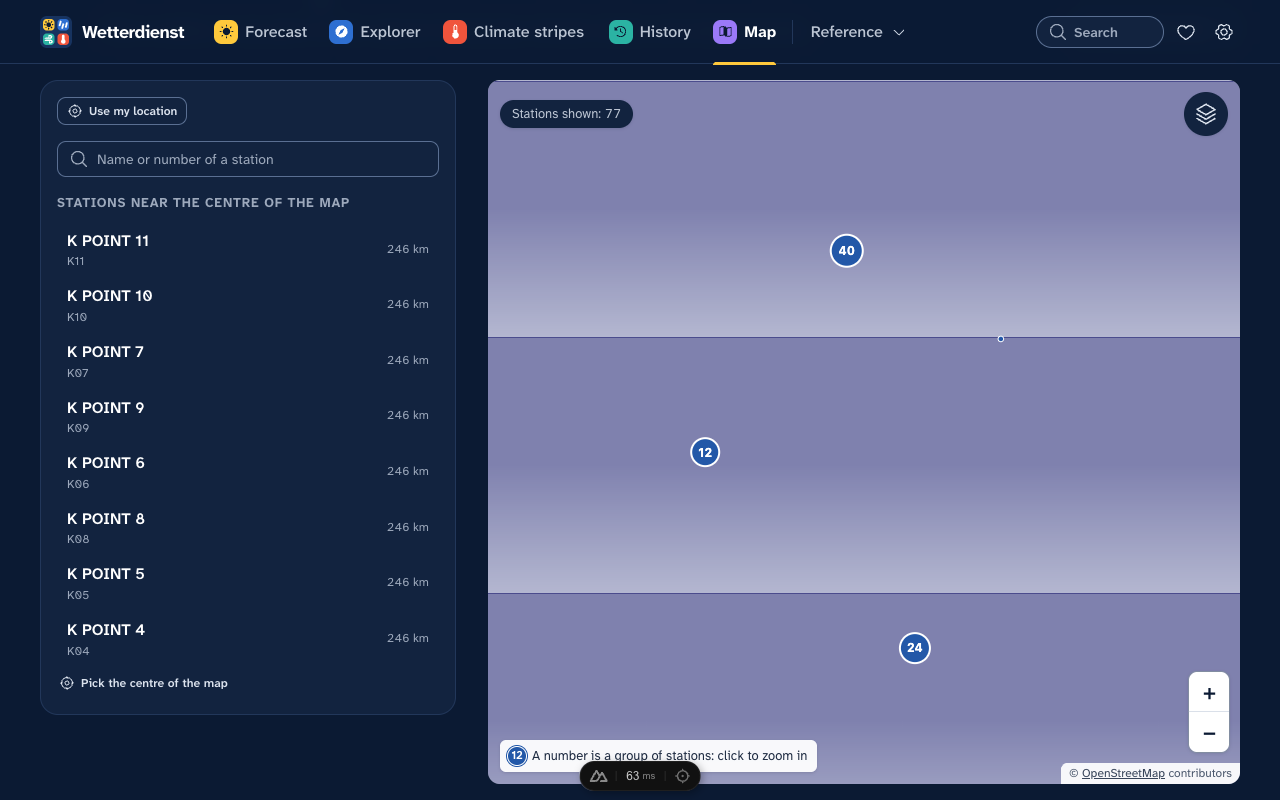 Wetterdienst
Forecast
Explorer
Climate stripes
History
Map
Reference
Search
Use my location
Name or number of a station
STATIONS NEAR THE CENTRE OF THE MAP
K POINT 11
K11
246 km
K POINT 10
K10
246 km
K POINT 7
K07
246 km
K POINT 9
K09
246 km
K POINT 6
K06
246 km
K POINT 8
K08
246 km
K POINT 5
K05
246 km
K POINT 4
K04
246 km
Pick the centre of the map
Stations shown: 77
40
12
24
+
−
12 A number is a group of stations: click to zoom in
63 ms
© OpenStreetMap contributors